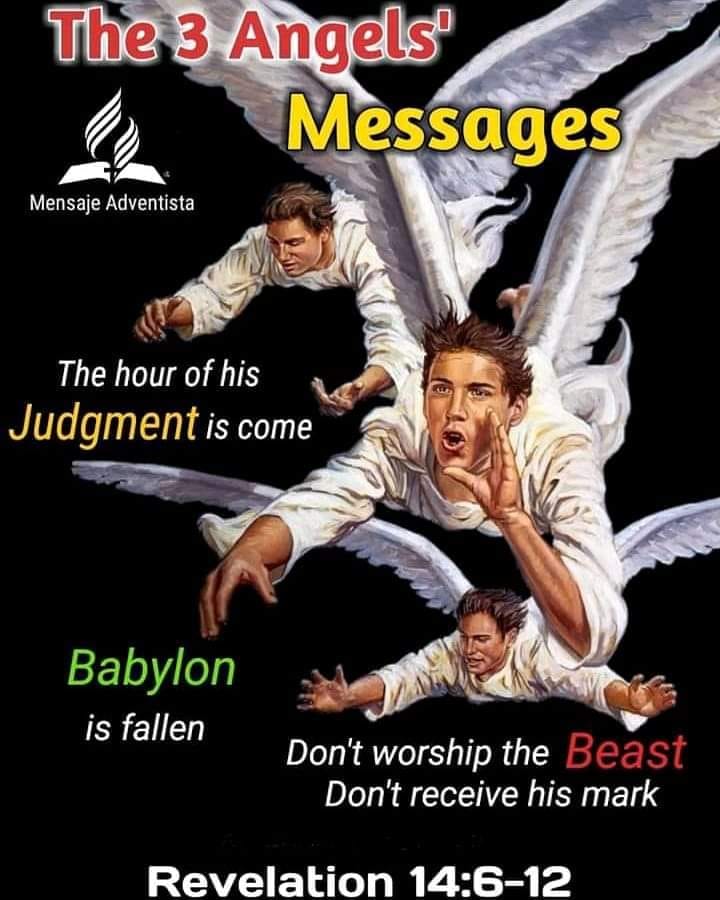 The 3 Angels'
Messages
Mensaje Adventista
The hour of his
Judgment is come
Babylon
is fallen
Don't worship the Beast
Don't receive his mark
Revelation 14:6-12